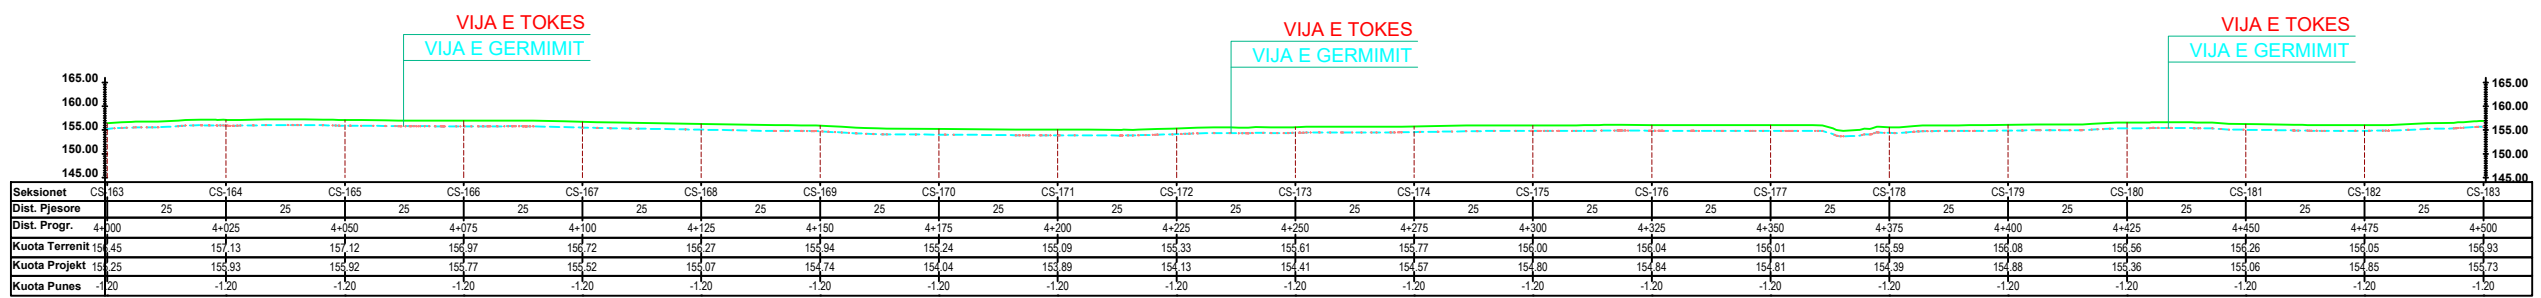 VIJA E TOKES VIJA E TOKES VIJA E TOKES
VIJA E GERMIMIT VIJA E GERMIMIT VIJA E GERMIMIT
165.00 165.00
160.00 160.00
155.00 155.00
150.00 150.00
145.00 145.00
Seksionet CS-163 CS-164 CS-165 CS-166 CS-167 CS-168 CS-169 CS-170 CS-171 CS-172 CS-173 CS-174 CS-175 CS-176 CS-177 CS-178 CS-179 CS-180 CS-181 CS-182 CS-183
Dist. Pjesore 25 25 25 25 25 25 25 25 25 25 25 25 25 25 25 25 25 25 25 25
Dist. Progr. 4+000 4+025 4+050 4+075 4+100 4+125 4+150 4+175 4+200 4+225 4+250 4+275 4+300 4+325 4+350 4+375 4+400 4+425 4+450 4+475 4+500
Kuota Terrenit 156.45 157.13 157.12 156.97 156.72 156.27 155.94 155.24 155.09 155.33 155.61 155.77 156.00 156.04 156.01 155.59 156.08 156.56 156.26 156.05 156.93
Kuota Projekt 155.25 155.93 155.92 155.77 155.52 155.07 154.74 154.04 153.89 154.13 154.41 154.57 154.80 154.84 154.81 154.39 154.88 155.36 155.06 154.85 155.73
Kuota Punes -1.20 -1.20 -1.20 -1.20 -1.20 -1.20 -1.20 -1.20 -1.20 -1.20 -1.20 -1.20 -1.20 -1.20 -1.20 -1.20 -1.20 -1.20 -1.20 -1.20 -1.20